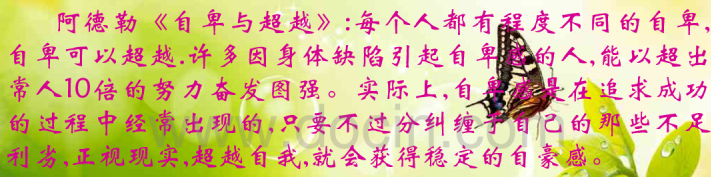 阿德勒《自卑与超越》:每个人都有程度不同的自卑,
自卑可以超越.许多因身体缺陷引起自卑感的人,能以超出
常人10倍的努力奋发图强。实际上,自卑感是在追求成功
的过程中经常出现的,只要不过分纠缠于自己的那些不足
利劣,正视现实,超越自我,就会获得稳定的自豪感。